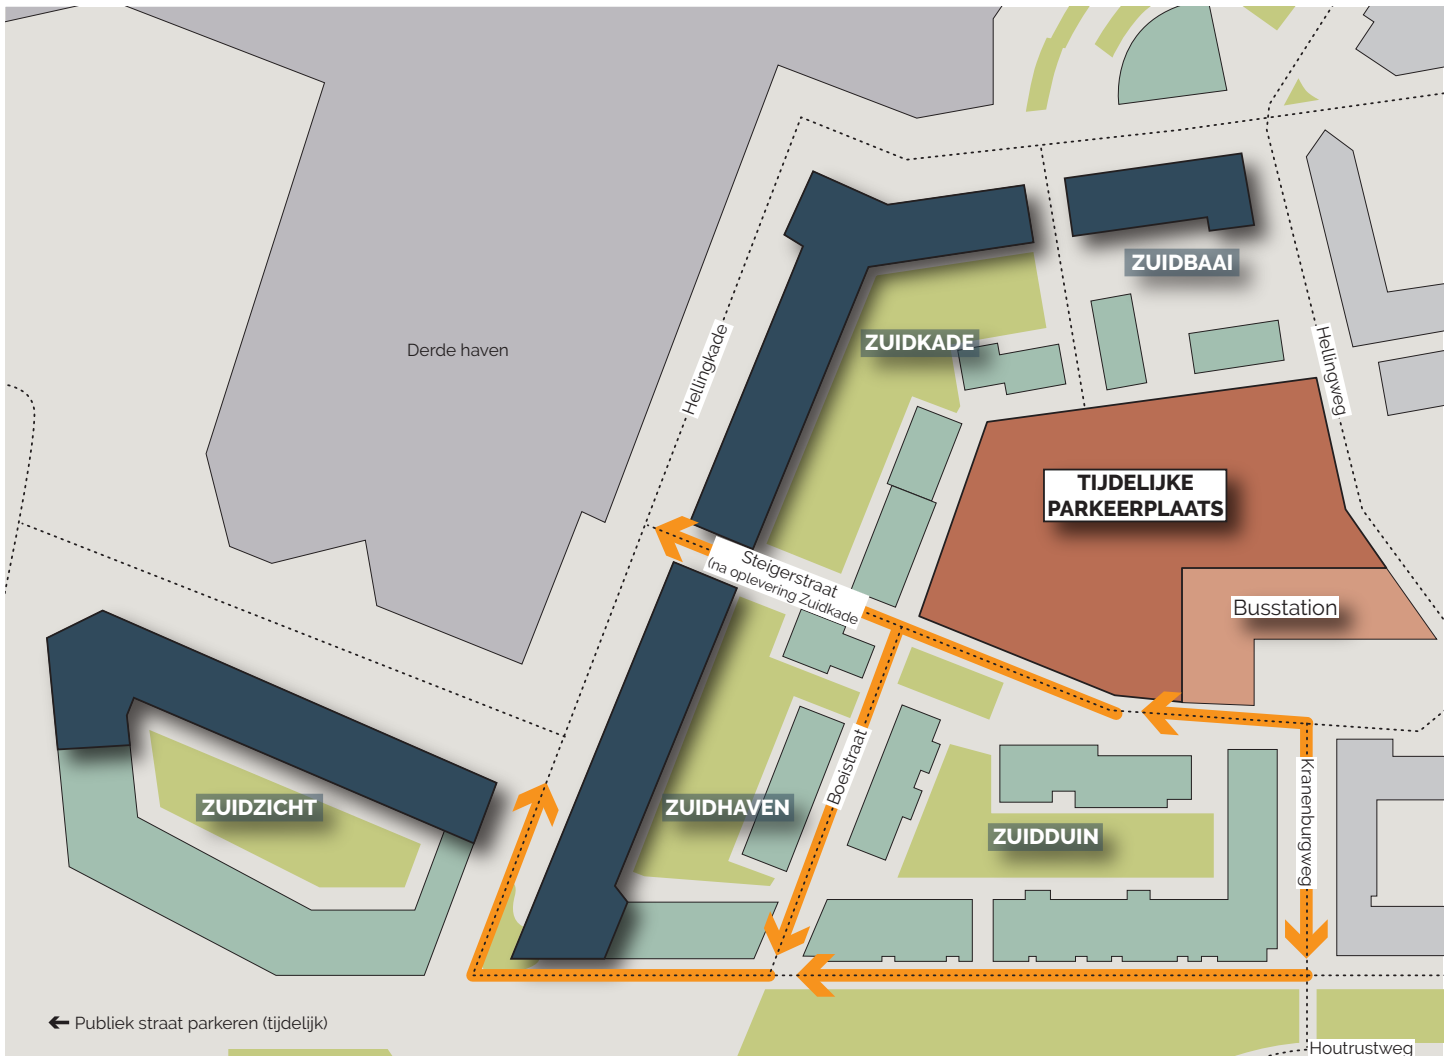 ZUIDBAAI
ZUIDKADE
Derde haven
Hellingkade
Hellingweg
TIJDELIJKE
PARKEERPLAATS
Steigerstraat
(na oplevering Zuidkade
Busstation
Boeistraat
Kranenburgweg
ZUIDZICHT
ZUIDHAVEN
ZUIDDUIN
Publiek straat parkeren (tijdelijk)
Houtrustweg